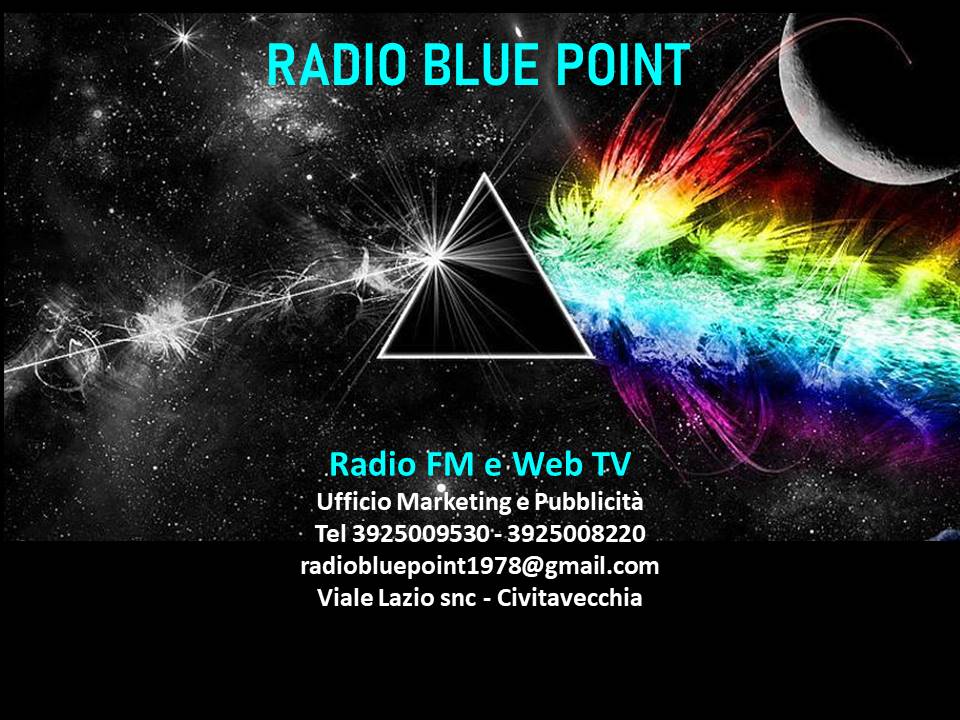 RADIO BLUE POINT
Radio FM e Web TV
Ufficio Marketing e Pubblicità
Tel 3925009530 - 3925008220
radiobluepoint1978@gmail.com
Viale Lazio snc - Civitavecchia